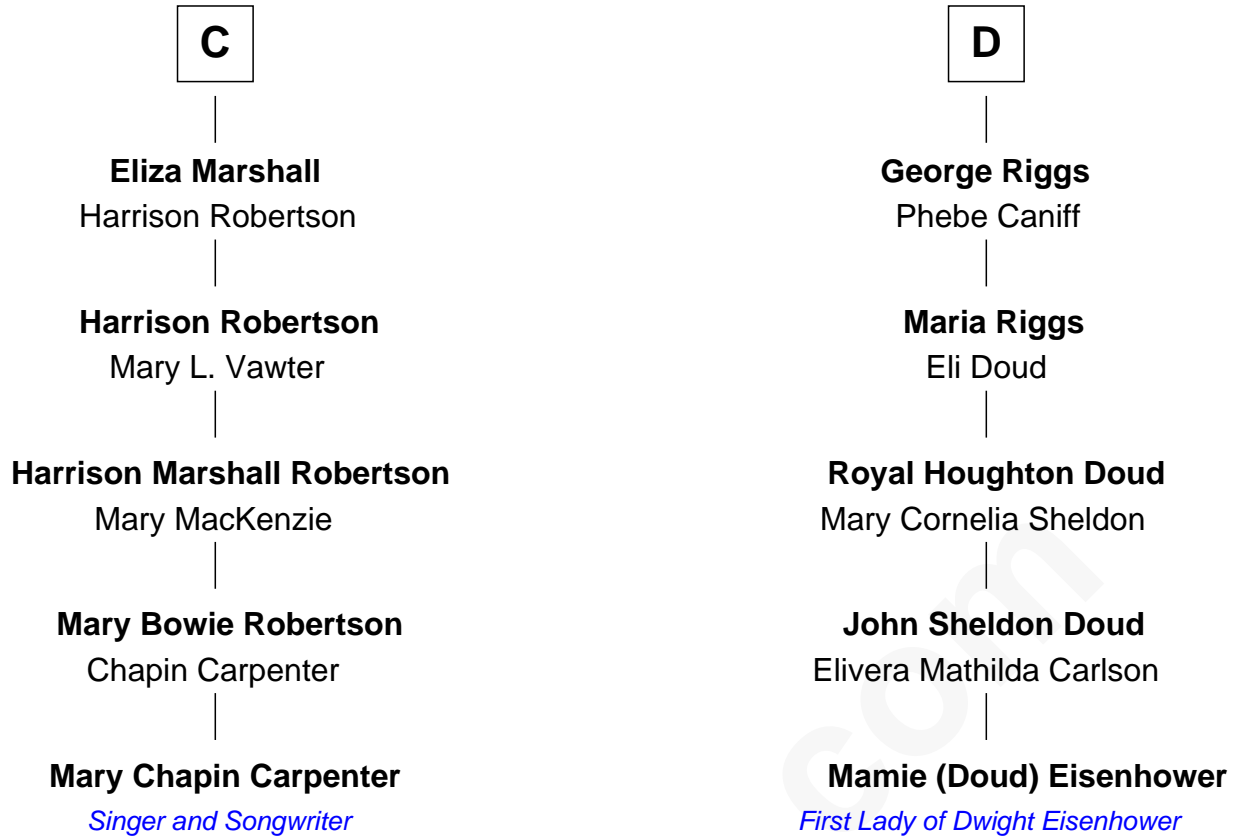 C
Eliza Marshall
Harrison Robertson
Harrison Robertson
Mary L. Vawter
Harrison Marshall Robertson
Mary MacKenzie
Mary Bowie Robertson
Chapin Carpenter
Mary Chapin Carpenter
Singer and Songwriter
D
George Riggs
Phebe Caniff
Maria Riggs
Eli Doud
Royal Houghton Doud
Mary Cornelia Sheldon
John Sheldon Doud
Elivera Mathilda Carlson
Mamie (Doud) Eisenhower
First Lady of Dwight Eisenhower
com